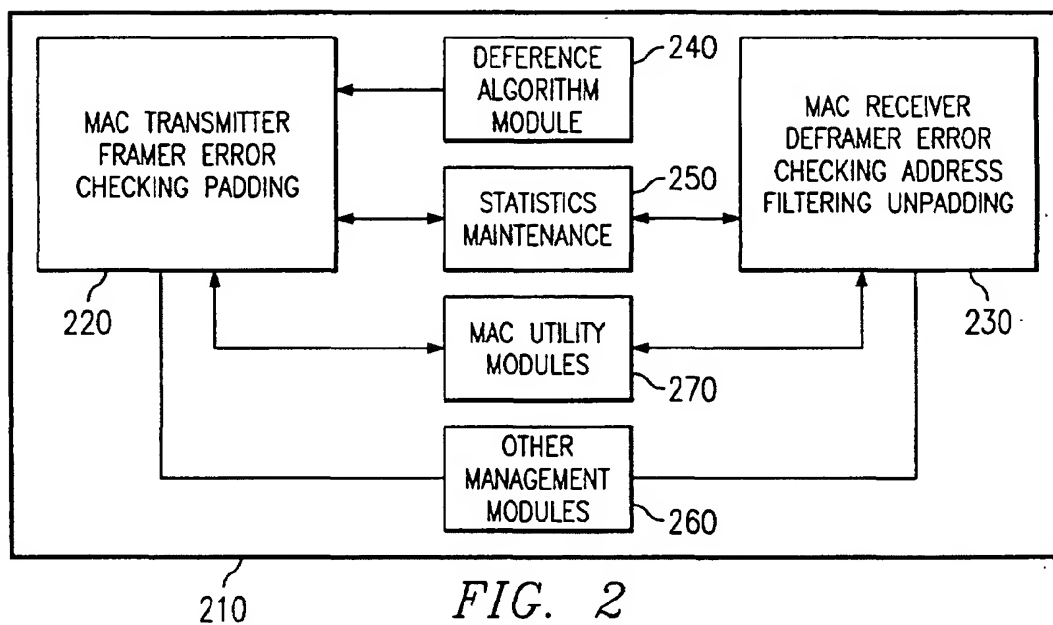 MAC TRANSMITTER
FRAMER ERROR
CHECKING PADDING
220
DEFERENCE
ALGORITHM
MODULE
240
STATISTICS
MAINTENANCE
250
MAC UTILITY
MODULES
270
OTHER
MANAGEMENT
MODULES
260
MAC RECEIVER
DEFRAMER ERROR
CHECKING ADDRESS
FILTERING UNPADDING
230
210
FIG. 2